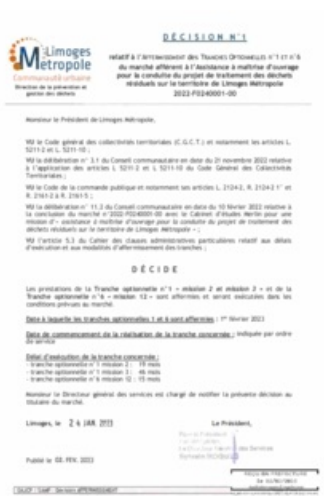 DÉCISION N°1
Limoges
Métropole
Communauté urbaine
Direction de la prévention et
gestion des déchets
relatif à l'AFFERMISSEMENT DES TRANCHES OPTIONNELLES N°1 ET N°6
du marché afférent à l'Assistance à maîtrise d'ouvrage
pour la conduite du projet de traitement des déchets
résiduels sur le territoire de Limoges Métropole
2022-F0240001-00
Monsieur le Président de Limoges Métropole,
VU le Code général des collectivités territoriales (C.G.C.T.) et notamment les articles L.
5211-2 et L. 5211-10 ;
VU la délibération n° 3.1 du Conseil communautaire en date du 21 novembre 2022 relative
à l'application des articles L 5211-2 et L 5211-10 du Code Général des Collectivités
Territoriales ;
VU le Code de la commande publique et notamment ses articles L. 2124-2, R. 2124-2 1° et
R. 2161-2 à R. 2161-5 ;
VU la délibération n° 11.3 du Conseil communautaire en date du 10 février 2022 relative à
la conclusion du marché n°2022-F0240001-00 avec le Cabinet d'études Merlin pour une
mission d'« assistance à maîtrise d'ouvrage pour la conduite du projet de traitement des
déchets résiduels sur le territoire de Limoges Métropole » ;
VU l'article 5.3 du Cahier des clauses administratives particulières relatif aux délais
d'exécution et aux modalités d'affermissement des tranches ;
DÉCIDE
Les prestations de la Tranche optionnelle n°1 - mission 2 et mission 3 - et de la
Tranche optionnelle n°6 - mission 12 - sont affermies et seront exécutées dans les
conditions prévues au marché.
Date à laquelle les tranches optionnelles 1 et 6 sont affermies : 1er février 2023
Date de commencement de la réalisation de la tranche concernée : indiquée par ordre
de service
Délai d'exécution de la tranche concernée :
- tranche optionnelle n°1 mission 2 : 19 mois
- tranche optionnelle n°1 mission 3 : 46 mois
- tranche optionnelle n°6 mission 12 : 15 mois
Monsieur le Directeur général des services est chargé de notifier la présente décision au
titulaire du marché.
Limoges, le 26 JAN. 2023
Le Président,
des Services
Publié le 02. FEV. 2023